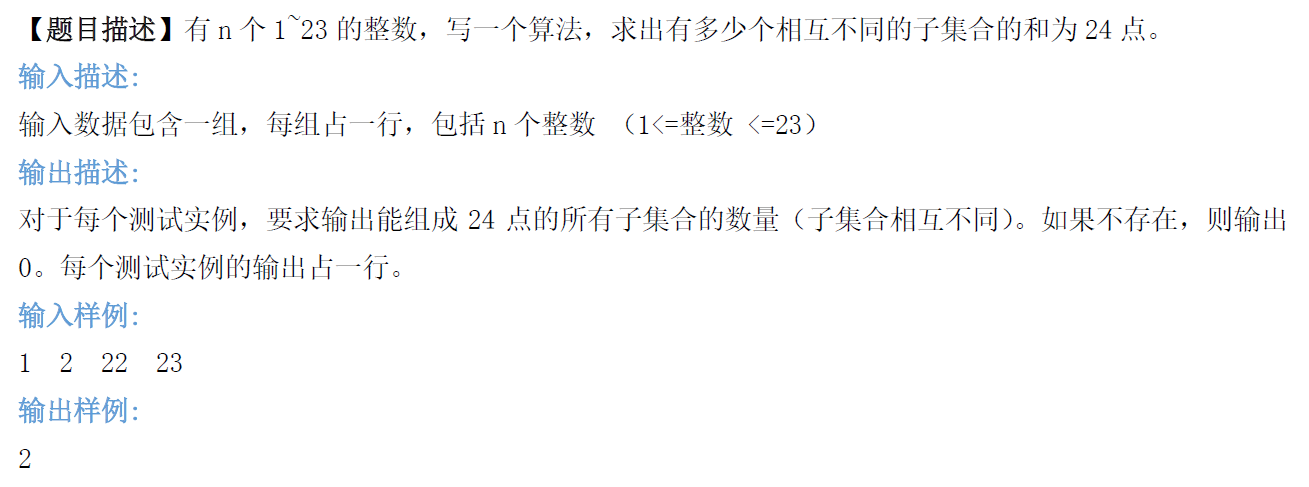 【题目描述】有 n 个 1~23 的整数，写一个算法，求出有多少个相互不同的子集合的和为 24 点。
输入描述:
输入数据包含一组，每组占一行，包括 n 个整数 （1<=整数 <=23）
输出描述:
对于每个测试实例，要求输出能组成 24 点的所有子集合的数量（子集合相互不同）。如果不存在，则输出
0。每个测试实例的输出占一行。
输入样例:
1 2 22 23
输出样例:
2